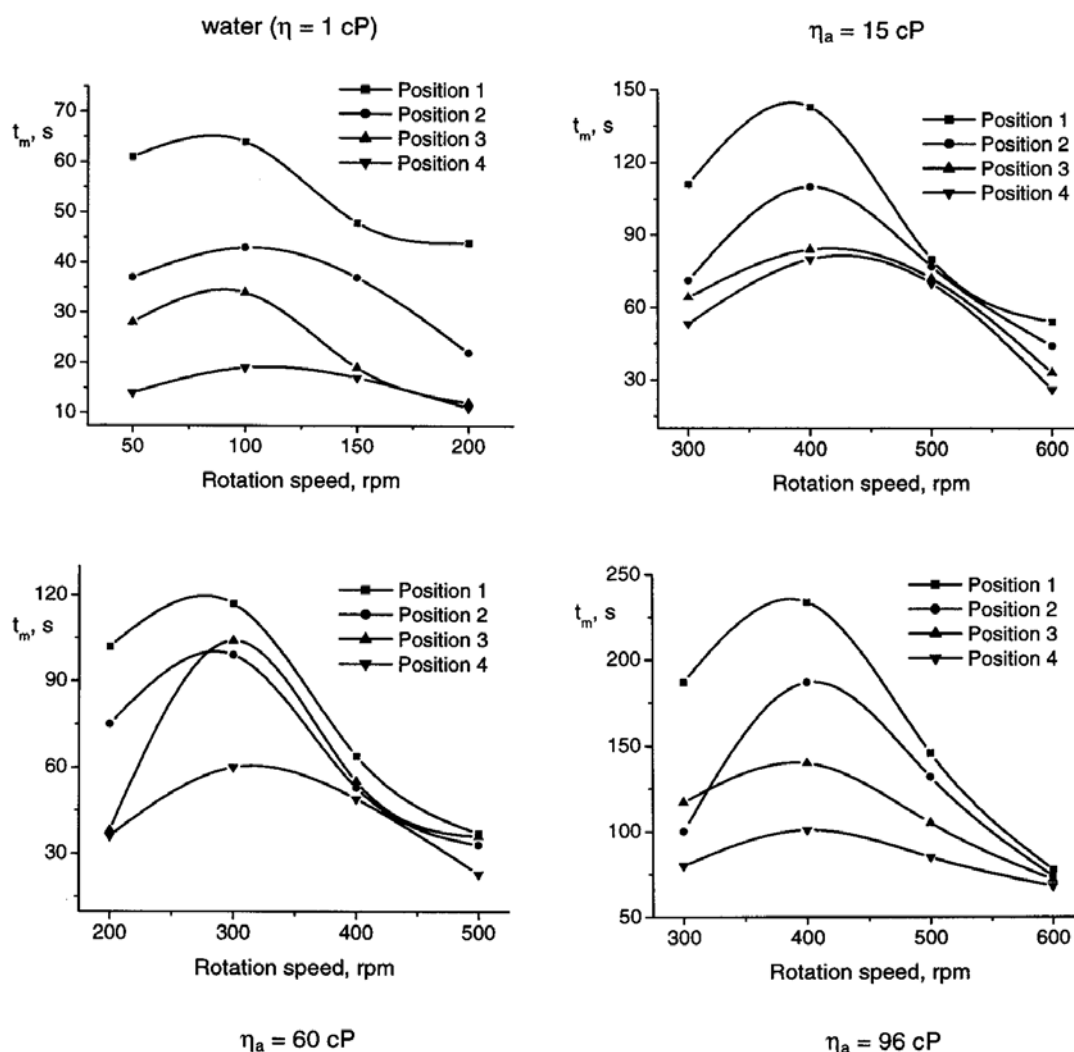 water (η = 1 cP)
t_m, s
70
60
50
40
30
20
10
50
100
150
200
Rotation speed, rpm
Position 1
Position 2
Position 3
Position 4
η_a = 15 cP
t_m, s
150
120
90
60
30
300
400
500
600
Rotation speed, rpm
Position 1
Position 2
Position 3
Position 4
t_m, s
120
90
60
30
200
300
400
500
Rotation speed, rpm
Position 1
Position 2
Position 3
Position 4
η_a = 60 cP
t_m, s
250
200
150
100
50
300
400
500
600
Rotation speed, rpm
Position 1
Position 2
Position 3
Position 4
η_a = 96 cP